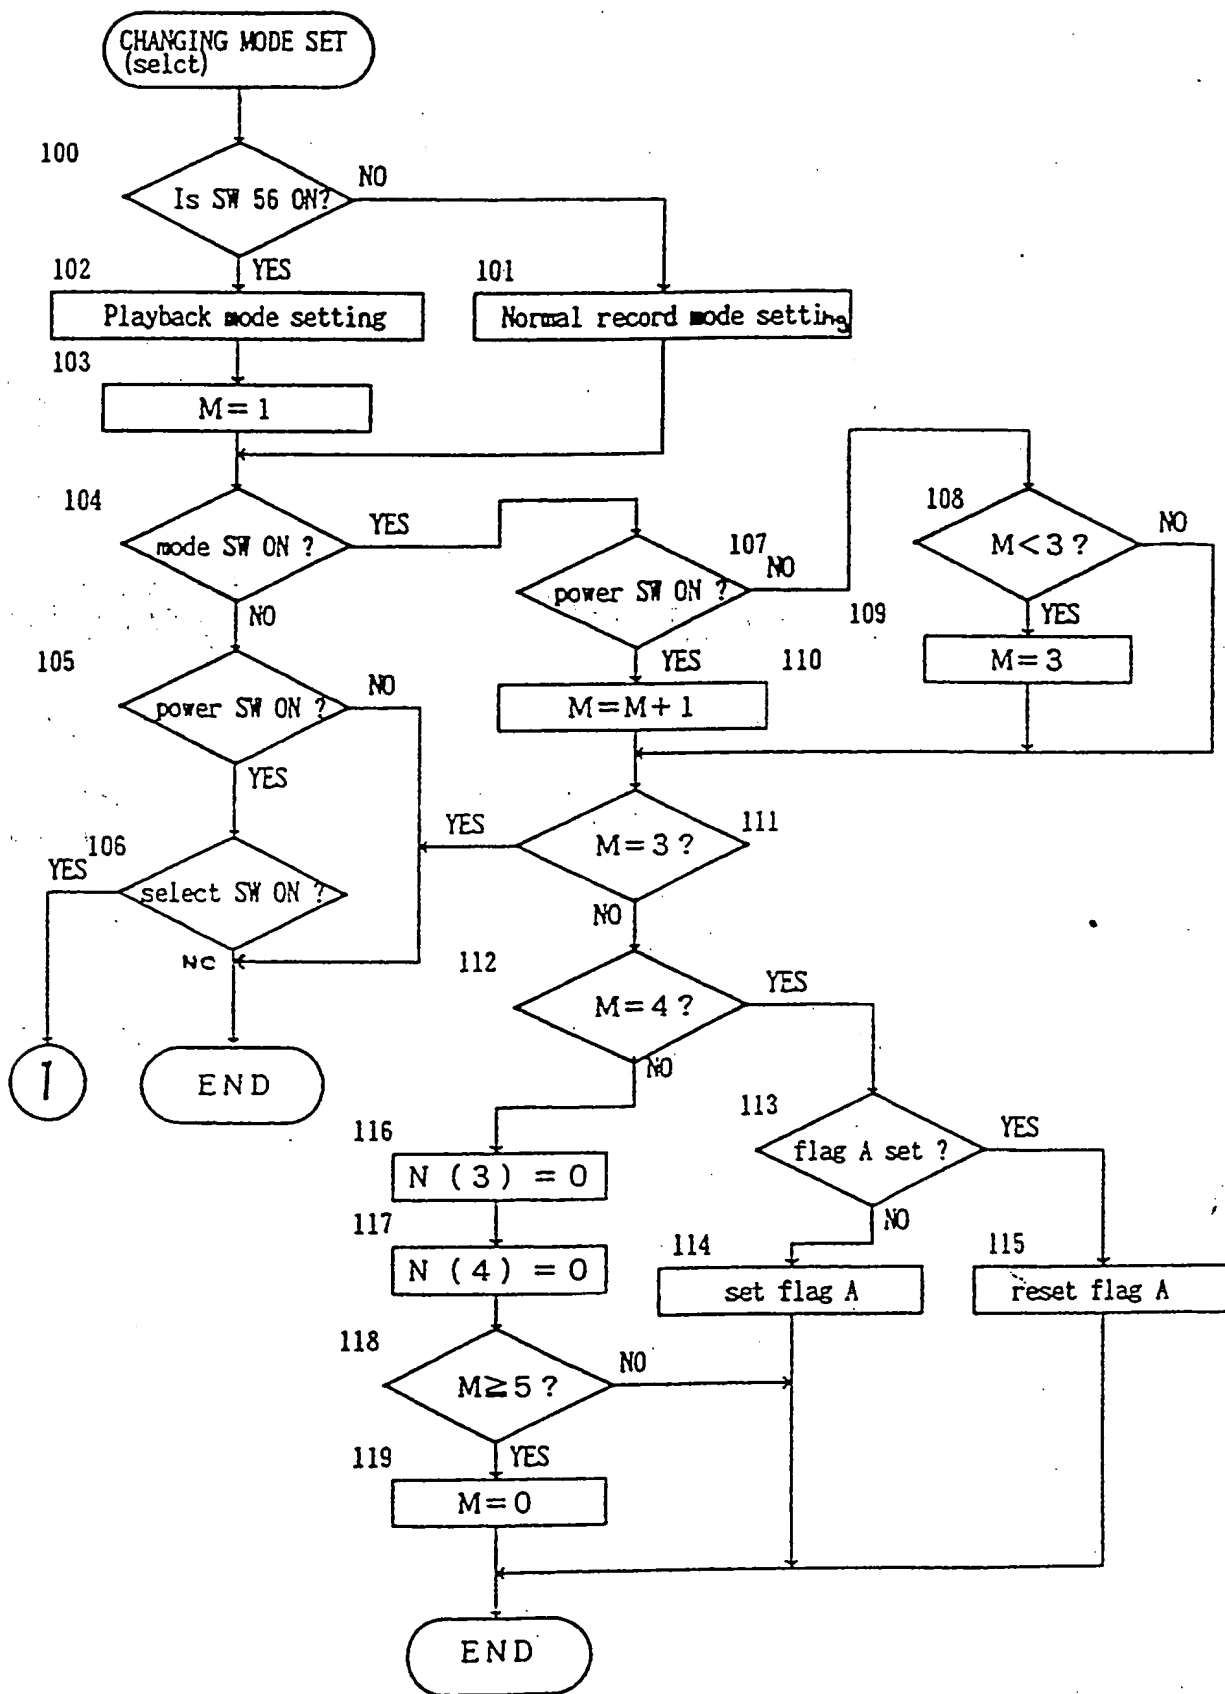 CHANGING MODE SET
(selct)
100
Is SW 56 ON?
NO
YES
102
Playback mode setting
101
Normal record mode setting
103
M=1
104
mode SW ON ?
YES
NO
107
power SW ON ?
NO
YES
108
M<3 ?
NO
YES
109
M=3
110
M=M+1
105
power SW ON ?
NO
YES
106
select SW ON ?
YES
NC
1
END
111
M=3 ?
YES
NO
112
M=4 ?
YES
NO
113
flag A set ?
YES
NO
114
set flag A
115
reset flag A
116
N (3) = 0
117
N (4) = 0
118
M≧5 ?
NO
YES
119
M=0
END